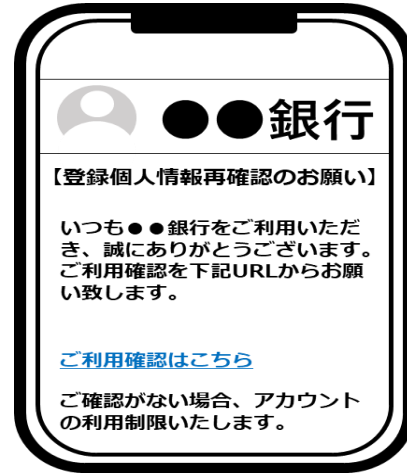 ●●銀行
【登録個人情報再確認のお願い】
いつも●●銀行をご利用いただ
き、誠にありがとうございます。
ご利用確認を下記URLからお願
い致します。
ご利用確認はこちら
ご確認がない場合、アカウント
の利用制限いたします。